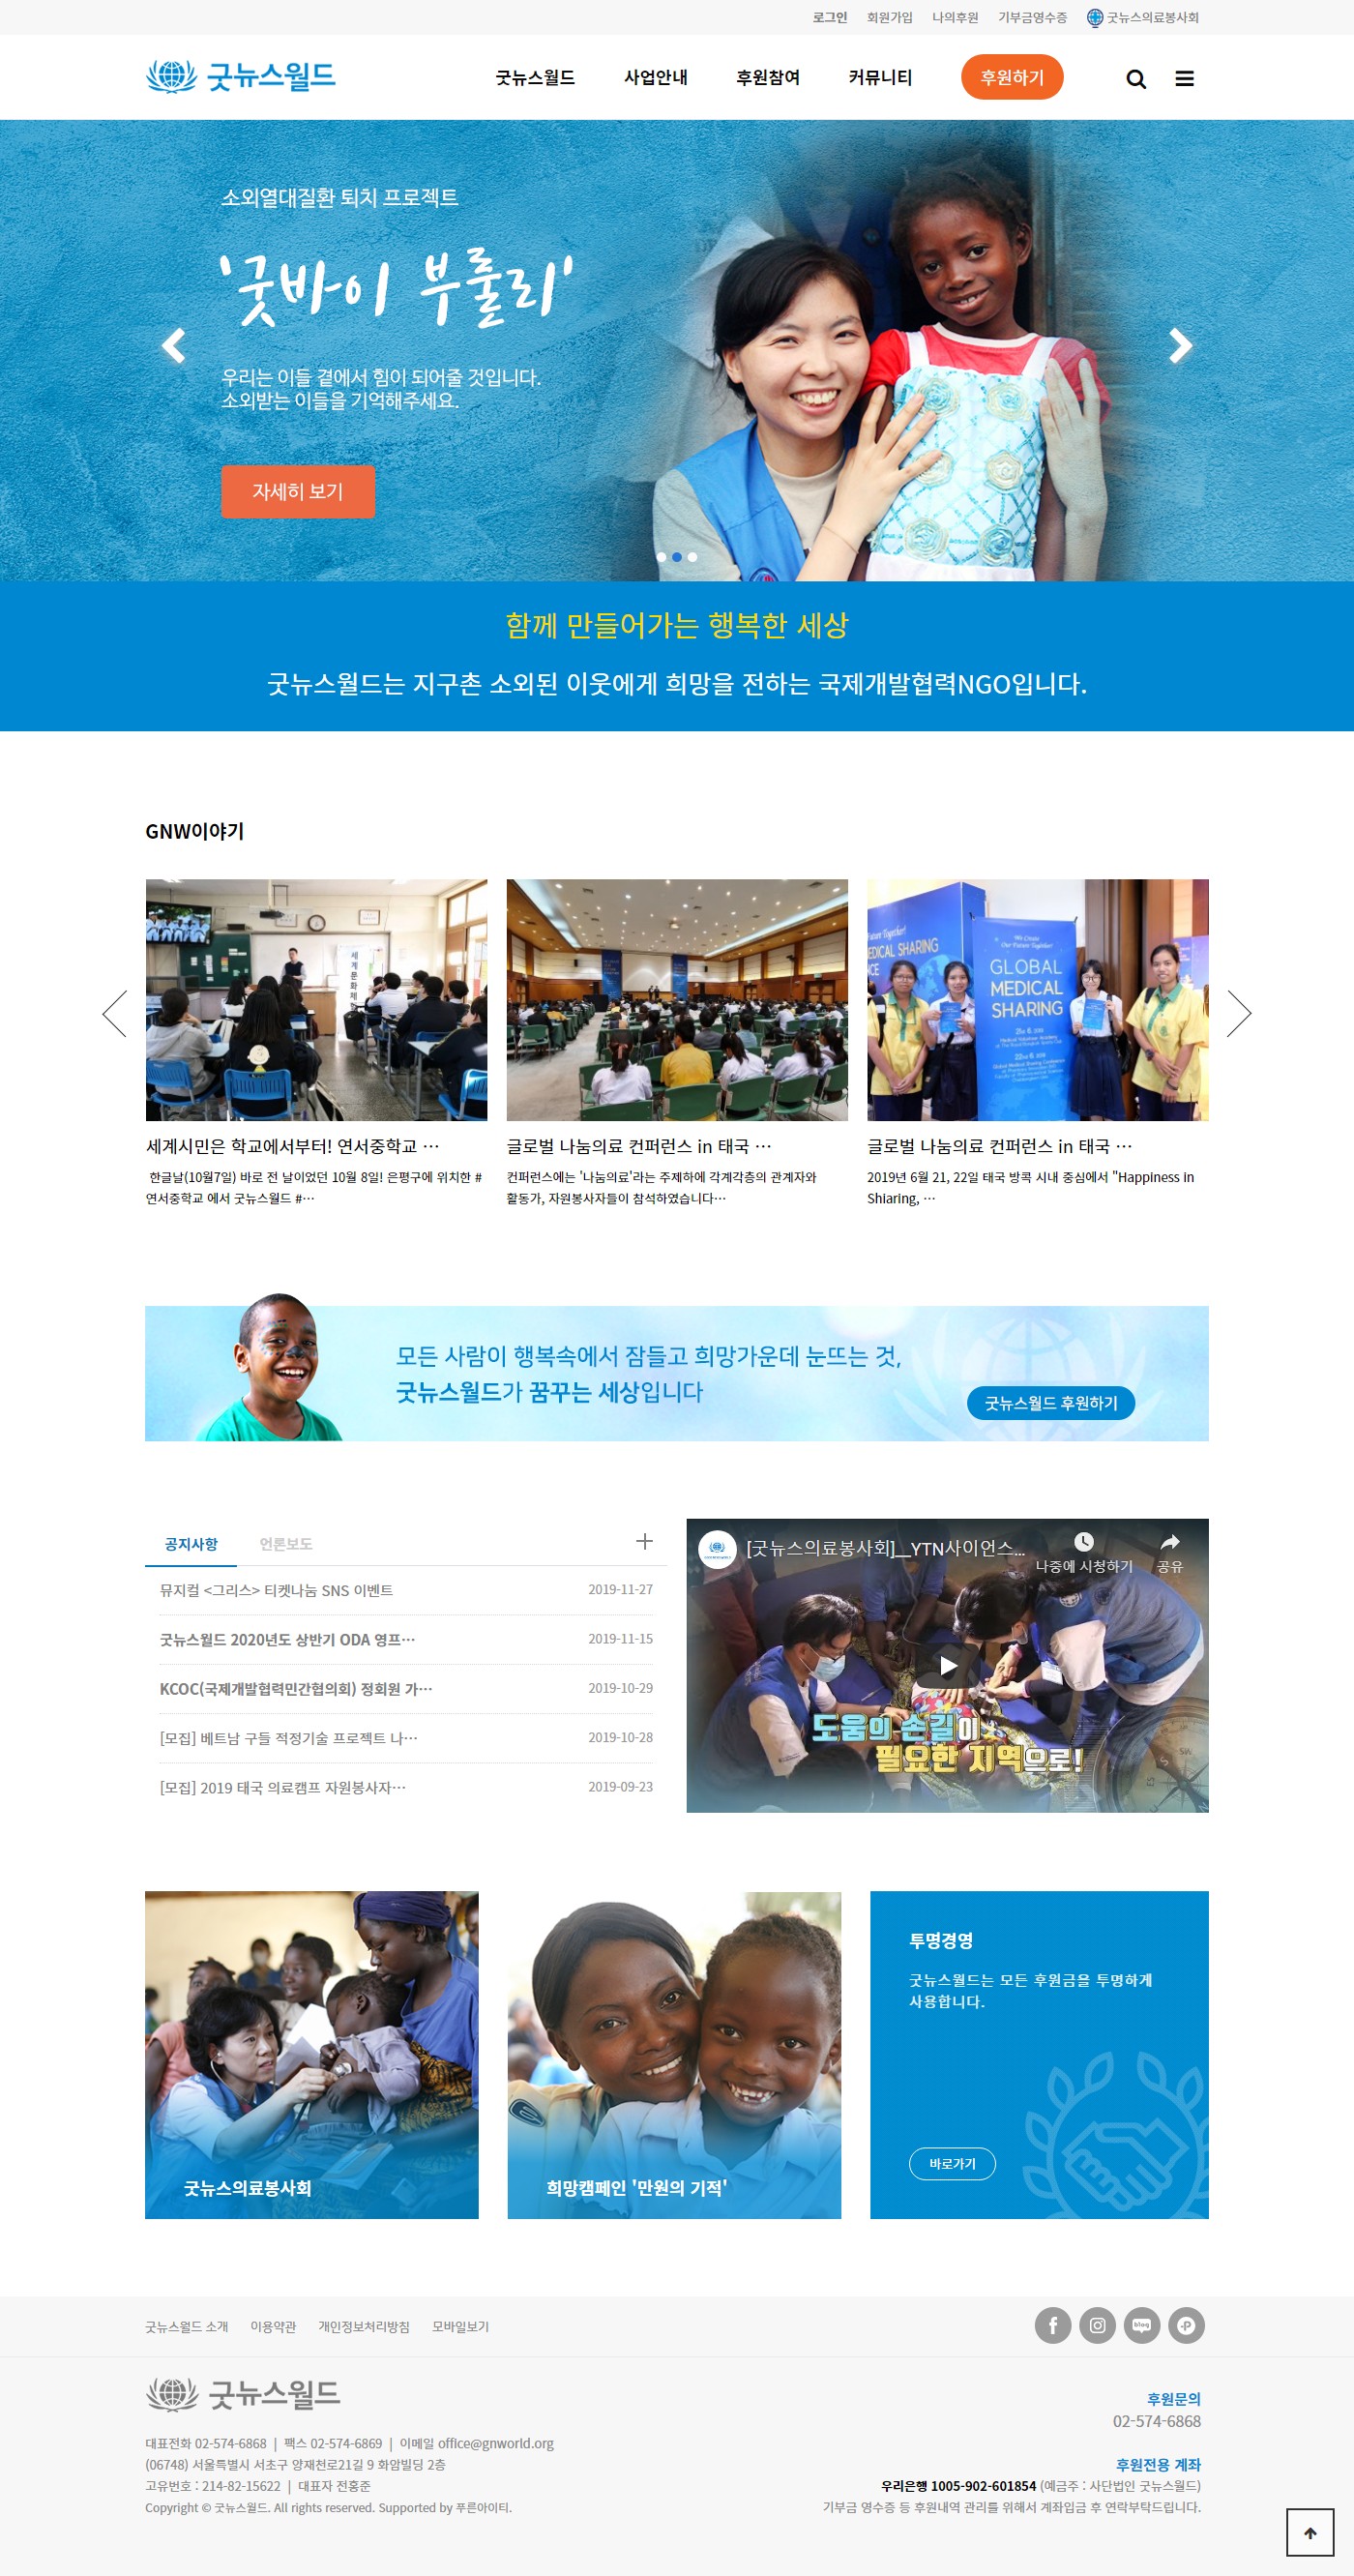 로그인 회원가입 나의후원 기부금영수증 굿뉴스의료봉사회
굿뉴스월드 굿뉴스월드 사업안내 후원참여 커뮤니티 후원하기
소외열대질환 퇴치 프로젝트
'굿바이 부룰리'
우리는 이들 곁에서 힘이 되어줄 것입니다.
소외받는 이들을 기억해주세요.
자세히 보기
함께 만들어가는 행복한 세상
굿뉴스월드는 지구촌 소외된 이웃에게 희망을 전하는 국제개발협력NGO입니다.
GNW이야기
세계문화체험
Future Together!
MEDICAL SHARING
We Create
Our Future Together!
GLOBAL
MEDICAL
SHARING
세계시민은 학교에서부터! 연서중학교 …
한글날(10월7일) 바로 전 날이었던 10월 8일! 은평구에 위치한 #
연서중학교 에서 굿뉴스월드 #…
글로벌 나눔의료 컨퍼런스 in 태국 …
컨퍼런스에는 '나눔의료'라는 주제하에 각계각층의 관계자와
활동가, 자원봉사자들이 참석하였습니다…
글로벌 나눔의료 컨퍼런스 in 태국 …
2019년 6월 21, 22일 태국 방콕 시내 중심에서 "Happiness in
Shiaring, …
모든 사람이 행복속에서 잠들고 희망가운데 눈뜨는 것,
굿뉴스월드가 꿈꾸는 세상입니다
굿뉴스월드 후원하기
공지사항 언론보도
뮤지컬 <그리스> 티켓나눔 SNS 이벤트 2019-11-27
굿뉴스월드 2020년도 상반기 ODA 영프… 2019-11-15
KCOC(국제개발협력민간협의회) 정회원 가… 2019-10-29
[모집] 베트남 구들 적정기술 프로젝트 나… 2019-10-28
[모집] 2019 태국 의료캠프 자원봉사자… 2019-09-23
[굿뉴스의료봉사회]__YTN사이언스...
나중에 시청하기 공유
도움의 손길이
필요한 지역으로!
굿뉴스의료봉사회
희망캠페인 '만원의 기적'
투명경영
굿뉴스월드는 모든 후원금을 투명하게
사용합니다.
바로가기
굿뉴스월드 소개 이용약관 개인정보처리방침 모바일보기
blog
굿뉴스월드
대표전화 02-574-6868 | 팩스 02-574-6869 | 이메일 office@gnworld.org
(06748) 서울특별시 서초구 양재천로21길 9 화암빌딩 2층
고유번호 : 214-82-15622 | 대표자 전홍준
Copyright © 굿뉴스월드. All rights reserved. Supported by 푸른아이티.
후원문의
02-574-6868
후원전용 계좌
우리은행 1005-902-601854 (예금주 : 사단법인 굿뉴스월드)
기부금 영수증 등 후원내역 관리를 위해서 계좌입금 후 연락부탁드립니다.